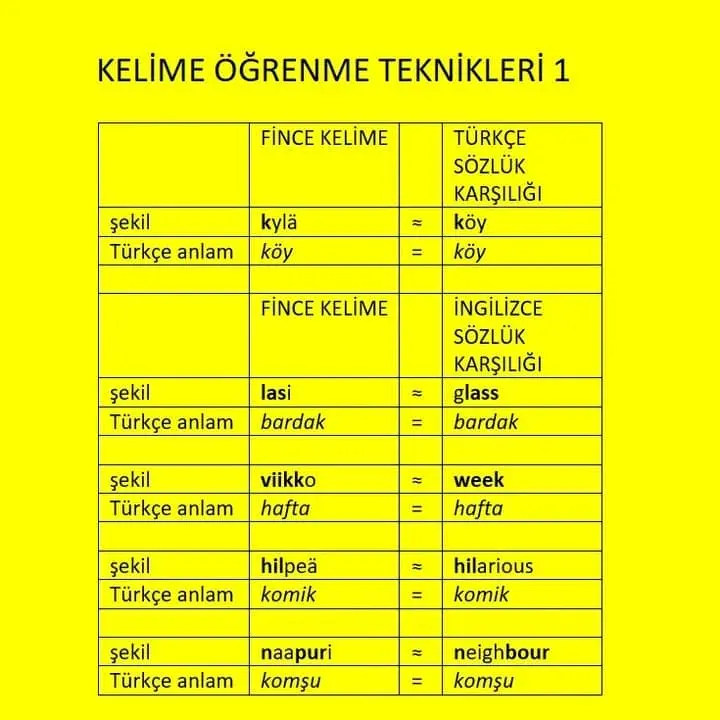 KELİME ÖĞRENME TEKNİKLERİ 1
FİNCE KELİME TÜRKÇE
SÖZLÜK
KARŞILIĞI
şekil kylä ≈ köy
Türkçe anlam köy = köy
FİNCE KELİME İNGİLİZCE
SÖZLÜK
KARŞILIĞI
şekil lasi ≈ glass
Türkçe anlam bardak = bardak
şekil viikko ≈ week
Türkçe anlam hafta = hafta
şekil hilpeä ≈ hilarious
Türkçe anlam komik = komik
şekil naapuri ≈ neighbour
Türkçe anlam komşu = komşu